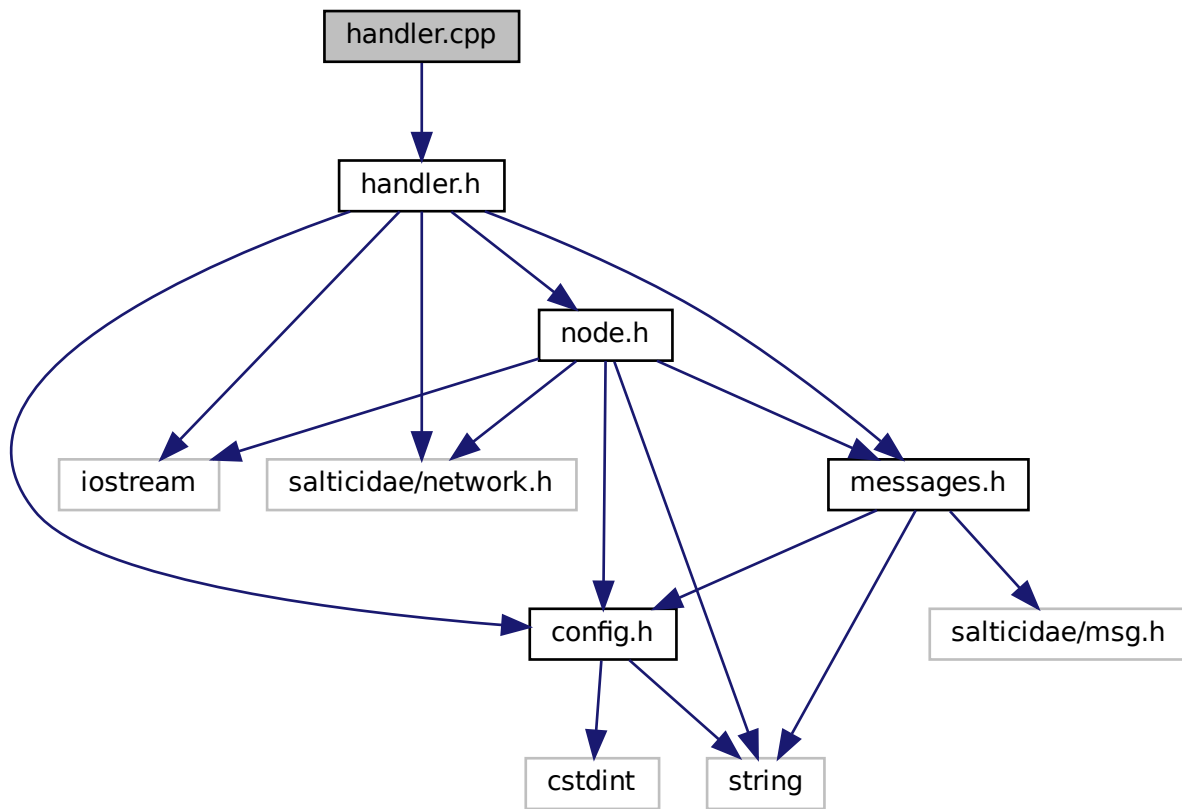 handler.cpp
handler.h
node.h
iostream
salticidae/network.h
messages.h
config.h
salticidae/msg.h
cstdint
string